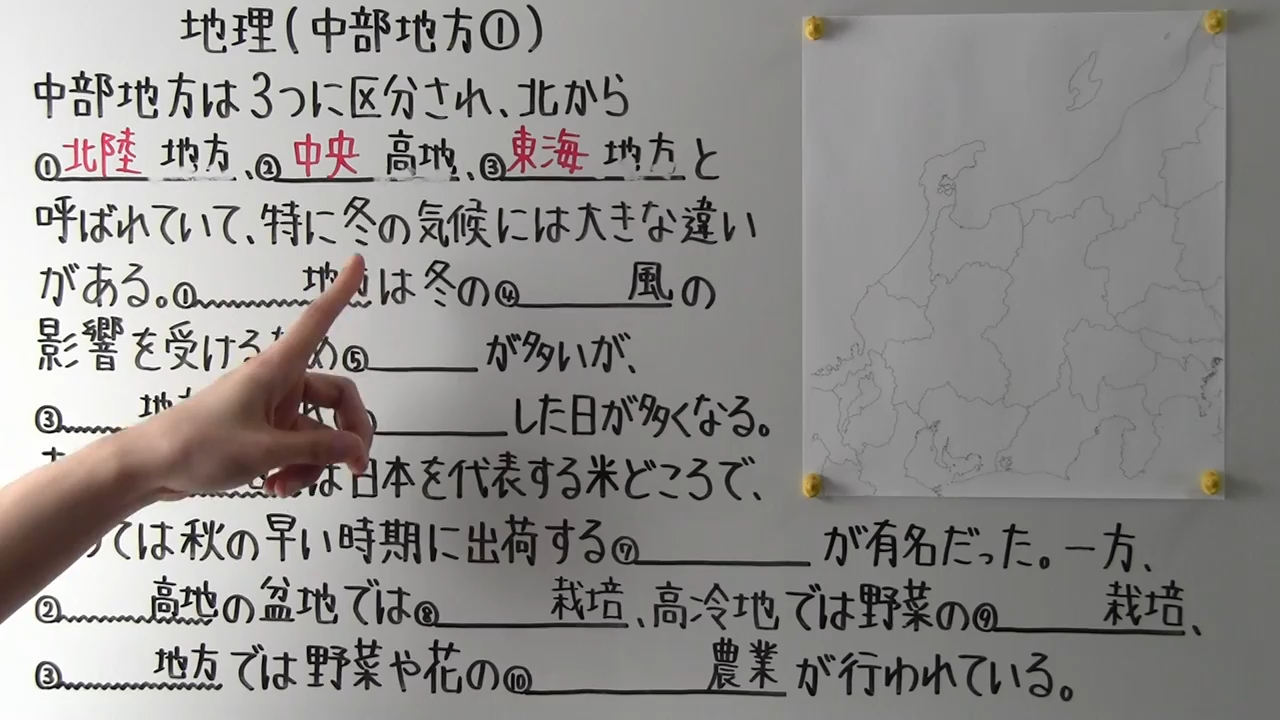 地理(中部地方①)
中部地方は3つに区分され、北から
①北陸 地方、②中央 高地、③東海 地方と
呼ばれていて、特に冬の気候には大きな違い
がある。① 地方は冬の④ 風の
影響を受けるため⑤ が多いが、
③ 地 した日が多くなる。
は日本を代表する米どころで、
ては秋の早い時期に出荷する⑦ が有名だった。一方、
② 高地の盆地では⑧ 栽培、高冷地では野菜の⑨ 栽培、
③ 地方では野菜や花の⑩ 農業が行われている。